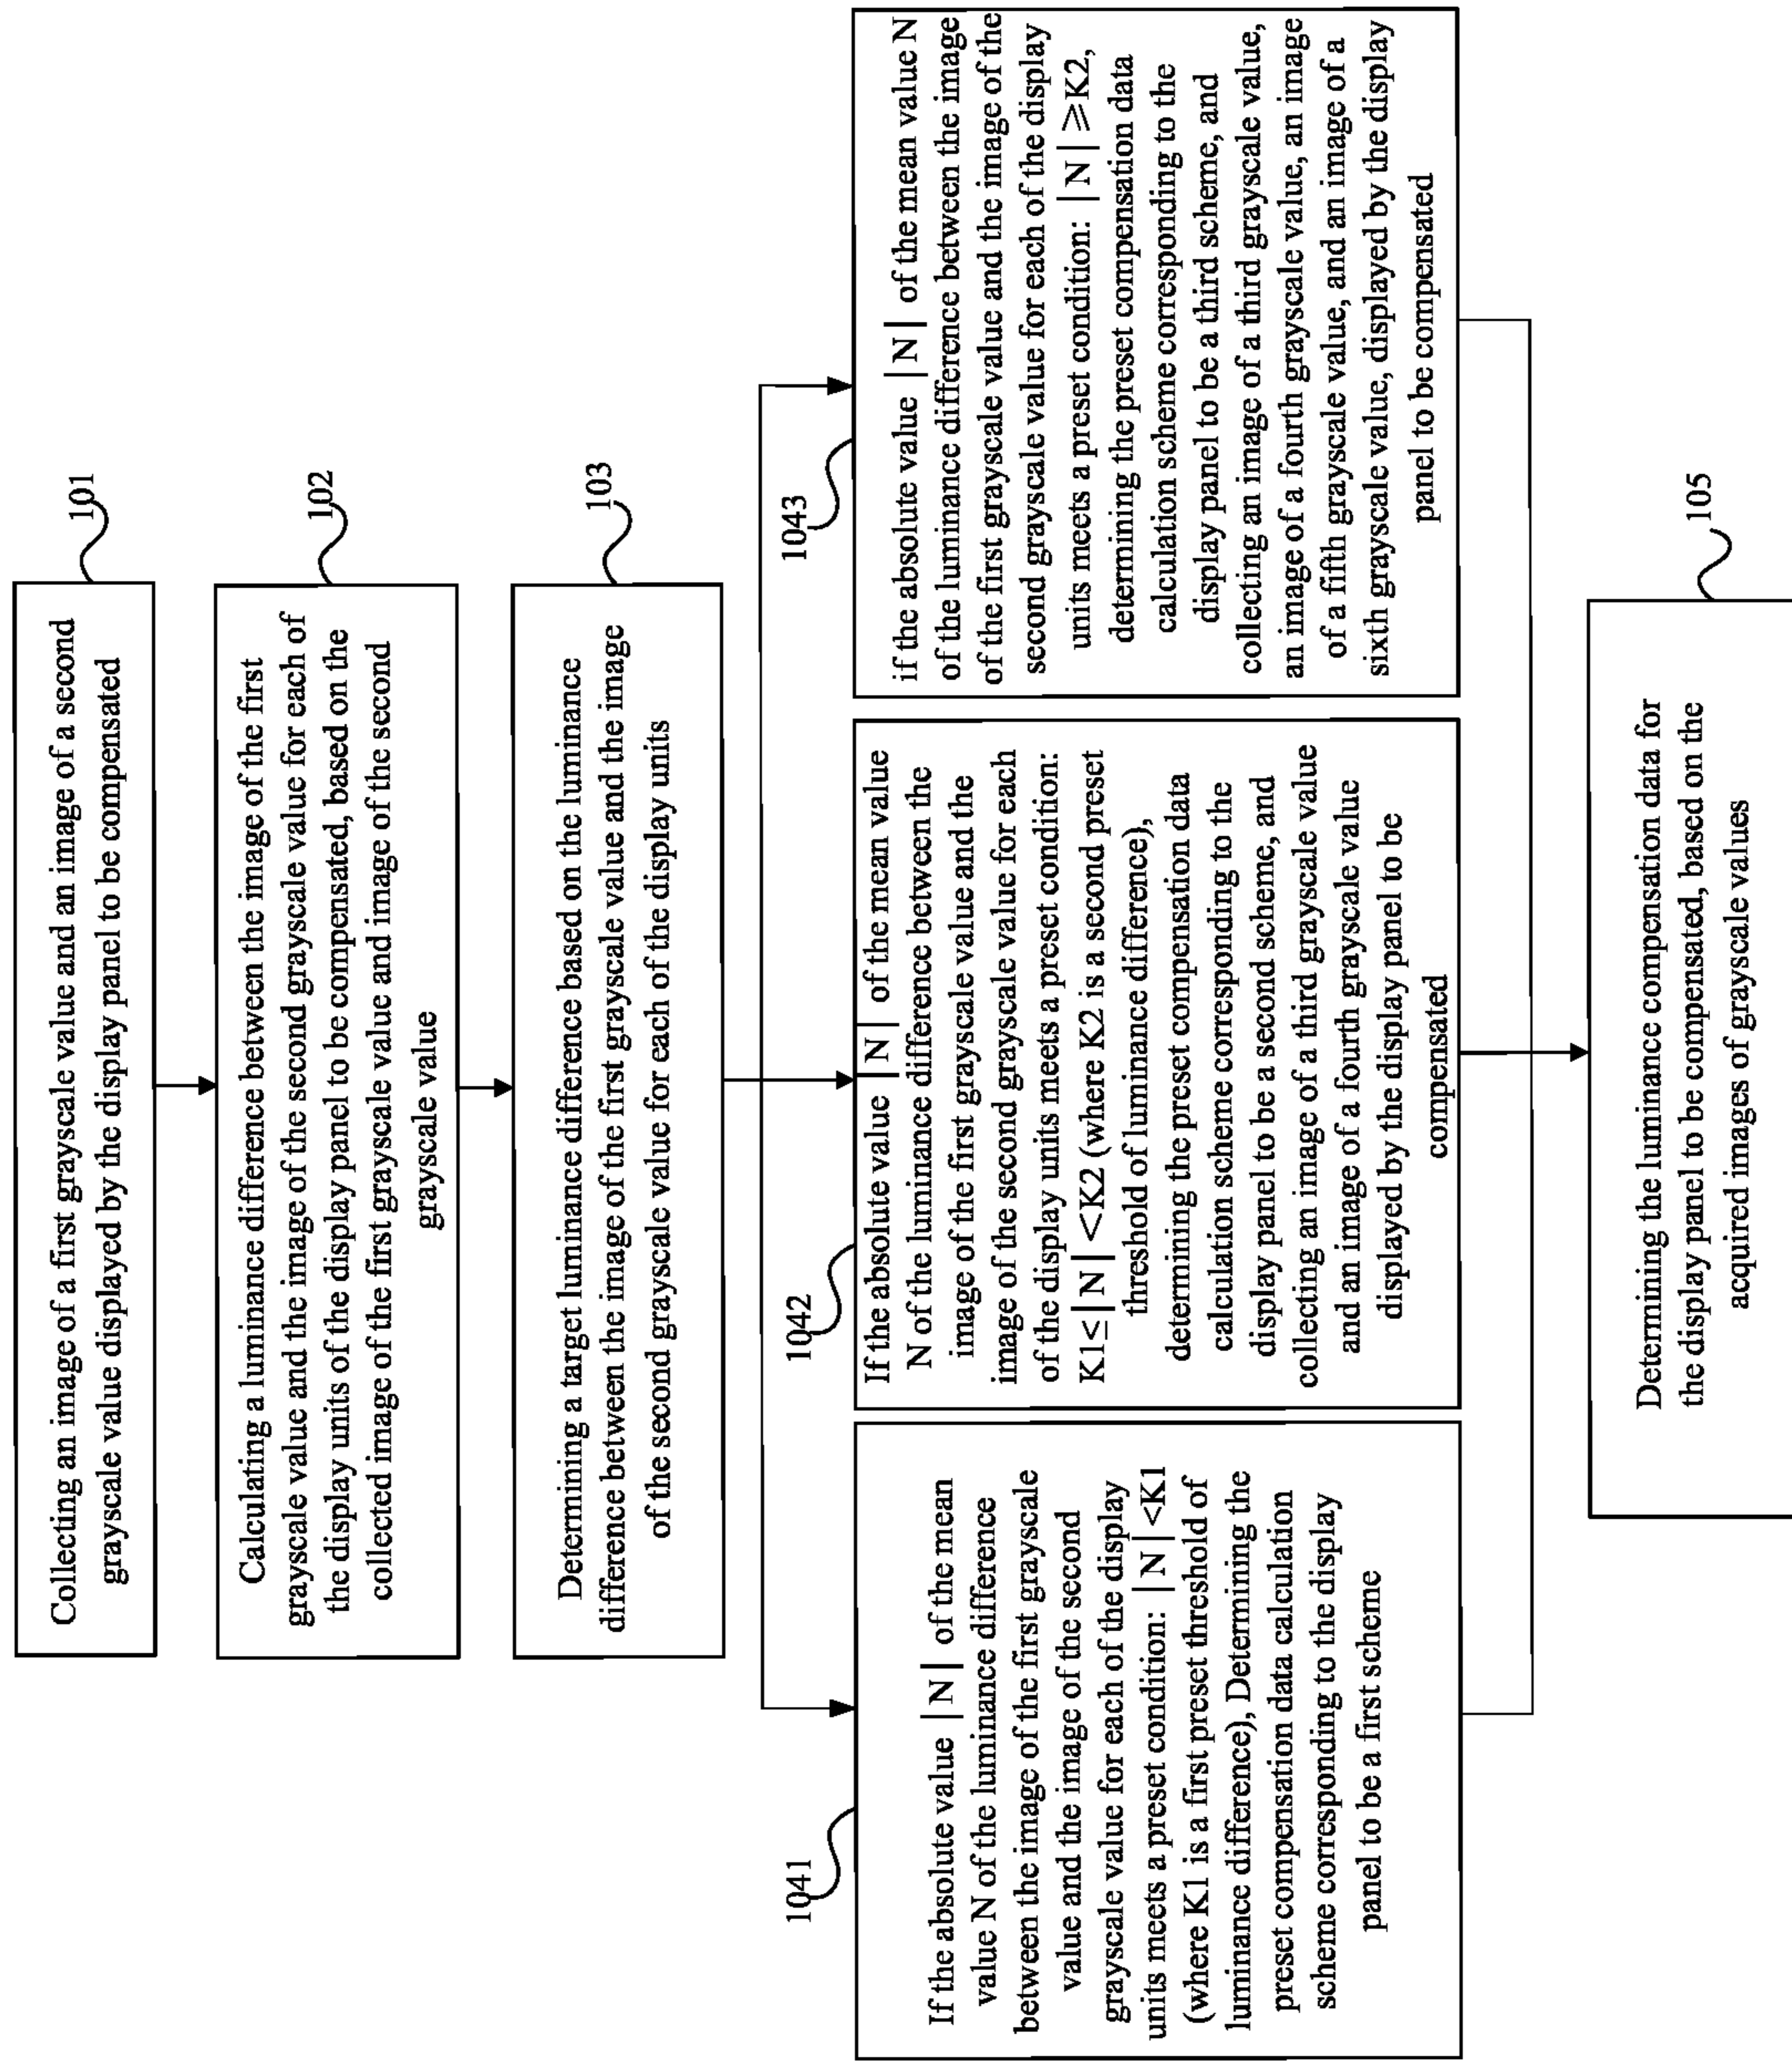 Collecting an image of a first grayscale value and an image of a second
grayscale value displayed by the display panel to be compensated
101
Calculating a luminance difference between the image of the first
grayscale value and the image of the second grayscale value for each of
the display units of the display panel to be compensated, based on the
collected image of the first grayscale value and image of the second
grayscale value
102
Determining a target luminance difference based on the luminance
difference between the image of the first grayscale value and the image
of the second grayscale value for each of the display units
103
1041
If the absolute value |N| of the mean
value N of the luminance difference
between the image of the first grayscale
value and the image of the second
grayscale value for each of the display
units meets a preset condition: |N|<K1
(where K1 is a first preset threshold of
luminance difference), Determining the
preset compensation data calculation
scheme corresponding to the display
panel to be a first scheme
1042
If the absolute value |N| of the mean value
N of the luminance difference between the
image of the first grayscale value and the
image of the second grayscale value for each
of the display units meets a preset condition:
K1≤|N|<K2 (where K2 is a second preset
threshold of luminance difference),
determining the preset compensation data
calculation scheme corresponding to the
display panel to be a second scheme, and
collecting an image of a third grayscale value
and an image of a fourth grayscale value
displayed by the display panel to be
compensated
1043
if the absolute value |N| of the mean value N
of the luminance difference between the image
of the first grayscale value and the image of the
second grayscale value for each of the display
units meets a preset condition: |N|⩾K2,
determining the preset compensation data
calculation scheme corresponding to the
display panel to be a third scheme, and
collecting an image of a third grayscale value,
an image of a fourth grayscale value, an image
of a fifth grayscale value, and an image of a
sixth grayscale value, displayed by the display
panel to be compensated
Determining the luminance compensation data for
the display panel to be compensated, based on the
acquired images of grayscale values
105